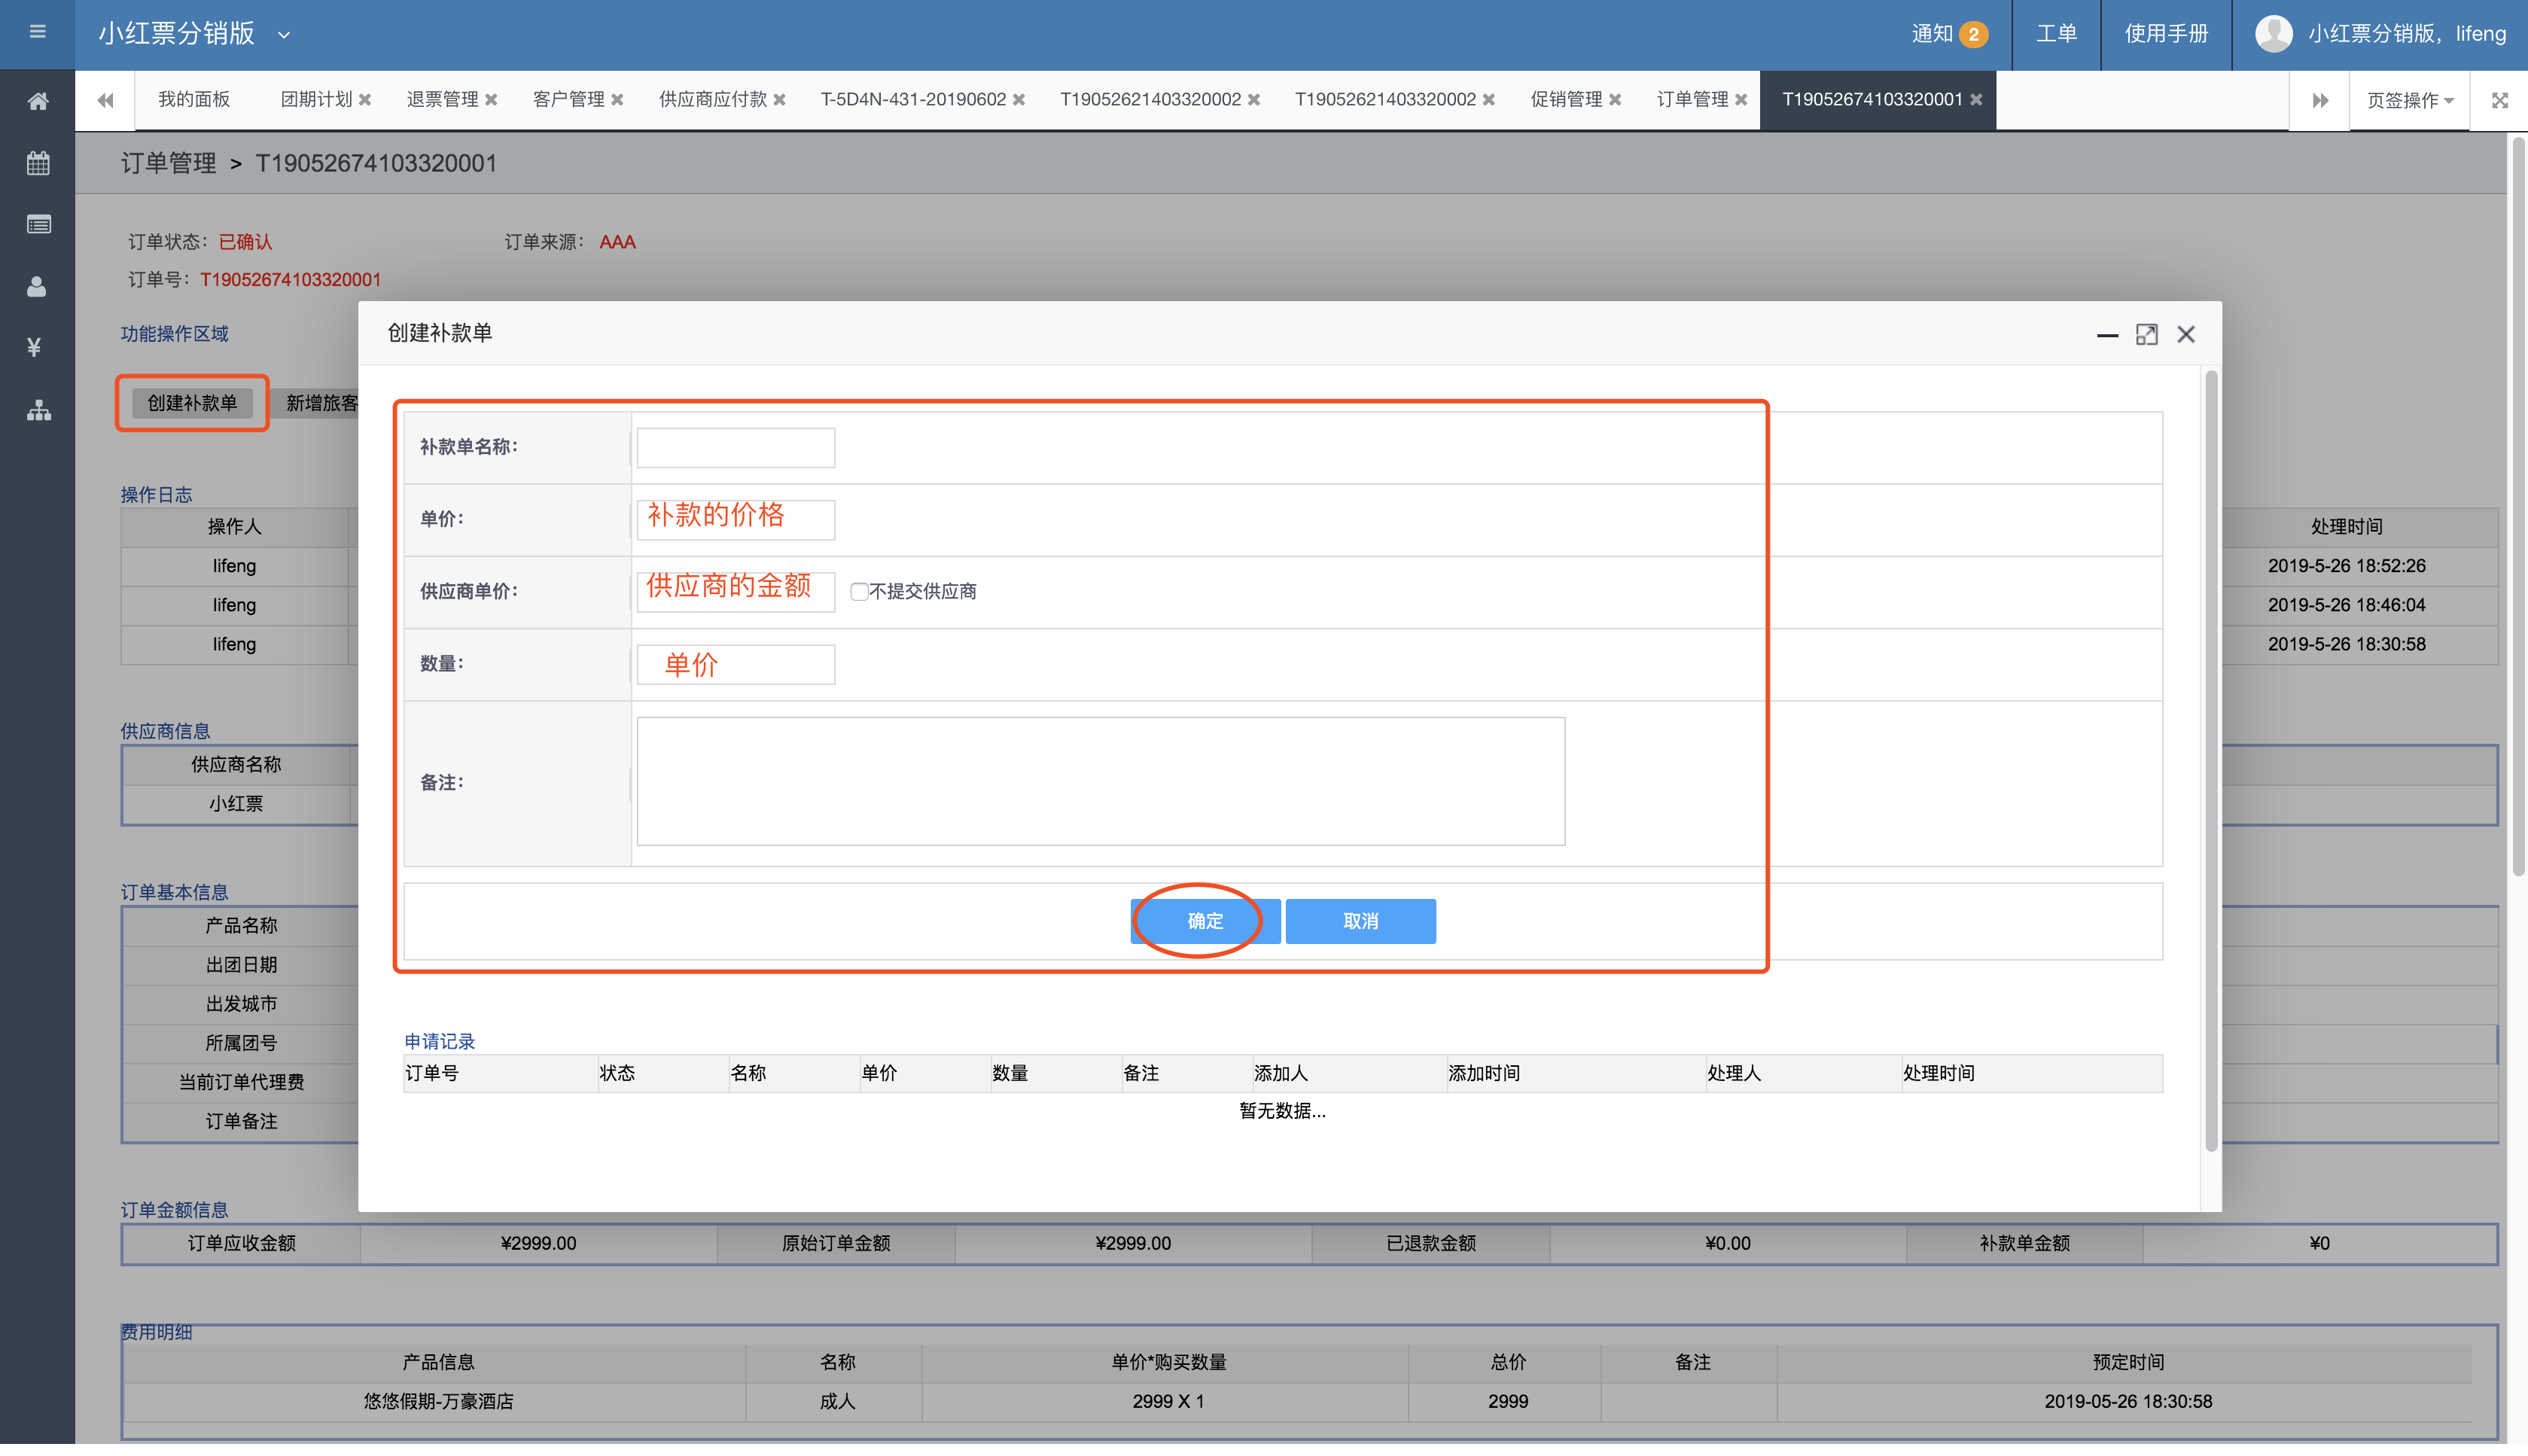 小红票分销版
通知 2
工单
使用手册
小红票分销版，lifeng
我的面板
团期计划
退票管理
客户管理
供应商应付款
T-5D4N-431-20190602
T19052621403320002
T19052621403320002
促销管理
订单管理
T19052674103320001
页签操作
订单管理 > T19052674103320001
订单状态：已确认
订单来源：AAA
订单号：T19052674103320001
功能操作区域
创建补款单
新增旅客
操作日志
操作人
处理时间
lifeng
2019-5-26 18:52:26
lifeng
2019-5-26 18:46:04
lifeng
2019-5-26 18:30:58
供应商信息
供应商名称
小红票
订单基本信息
产品名称
出团日期
出发城市
所属团号
当前订单代理费
订单备注
创建补款单
补款单名称：
单价：
补款的价格
供应商单价：
供应商的金额
不提交供应商
数量：
单价
备注：
确定
取消
申请记录
订单号 状态 名称 单价 数量 备注 添加人 添加时间 处理人 处理时间
暂无数据...
订单金额信息
订单应收金额 ¥2999.00 原始订单金额 ¥2999.00 已退款金额 ¥0.00 补款单金额 ¥0
费用明细
产品信息 名称 单价*购买数量 总价 备注 预定时间
悠悠假期-万豪酒店 成人 2999 X 1 2999 2019-05-26 18:30:58